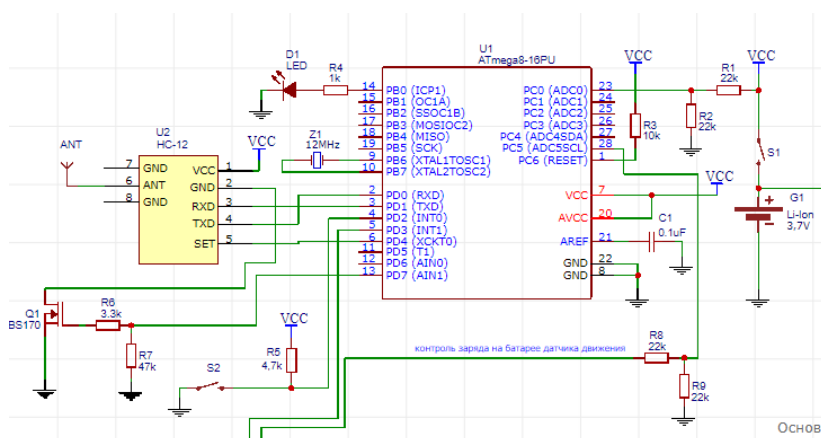 U1
ATmega8-16PU
D1
LED
R4
1k
VCC
VCC
R1
22k
R2
22k
R3
10k
S1
G1
Li-Ion
3,7V
14 PB0 (ICP1)
15 PB1 (OC1A)
16 PB2 (SSOC1B)
17 PB3 (MOSIOC2)
18 PB4 (MISO)
19 PB5 (SCK)
9 PB6 (XTAL1TOSC1)
10 PB7 (XTAL2TOSC2)
2 PD0 (RXD)
3 PD1 (TXD)
4 PD2 (INT0)
5 PD3 (INT1)
6 PD4 (XCKT0)
11 PD5 (T1)
12 PD6 (AIN0)
13 PD7 (AIN1)
PC0 (ADC0) 23
PC1 (ADC1) 24
PC2 (ADC2) 25
PC3 (ADC3) 26
PC4 (ADC4SDA) 27
PC5 (ADC5SCL) 28
PC6 (RESET) 1
VCC 7
AVCC 20
AREF 21
GND 22
GND 8
VCC
C1
0.1uF
Z1
12MHz
ANT
U2
HC-12
VCC
7 GND
6 ANT
8 GND
VCC 1
GND 2
RXD 3
TXD 4
SET 5
Q1
BS170
R6
3.3k
R7
47k
VCC
R5
4,7k
S2
контроль заряда на батарее датчика движения
R8
22k
R9
22k
Основ